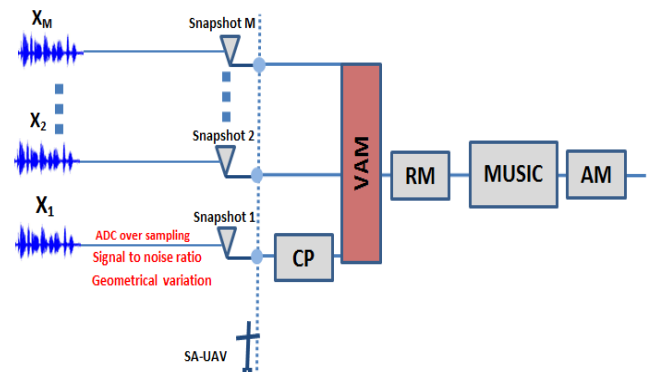 X_M
Snapshot M
X_2
Snapshot 2
X_1
Snapshot 1
ADC over sampling
Signal to noise ratio
Geometrical variation
CP
VAM
RM
MUSIC
AM
SA-UAV